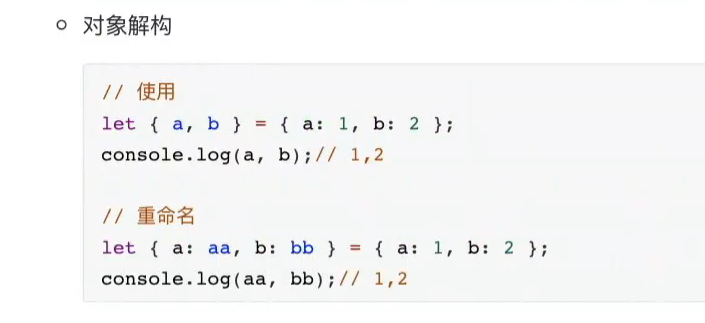 对象解构
// 使用
let { a, b } = { a: 1, b: 2 };
console.log(a, b);// 1,2
// 重命名
let { a: aa, b: bb } = { a: 1, b: 2 };
console.log(aa, bb);// 1,2